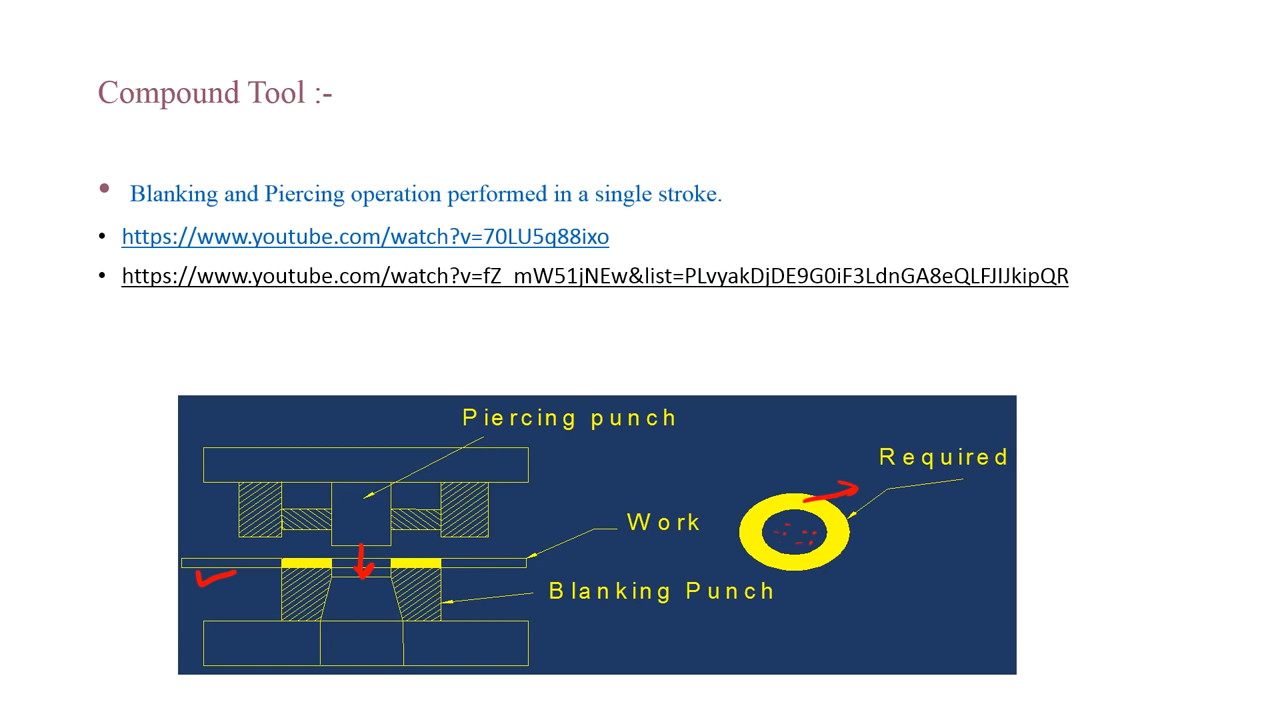 Compound Tool :-
• Blanking and Piercing operation performed in a single stroke.
• https://www.youtube.com/watch?v=70LU5q88ixo
• https://www.youtube.com/watch?v=fZ_mW51jNEw&list=PLvyakDjDE9G0iF3LdnGA8eQLFJIJkipQR
Piercing punch
Required
Work
Blanking Punch